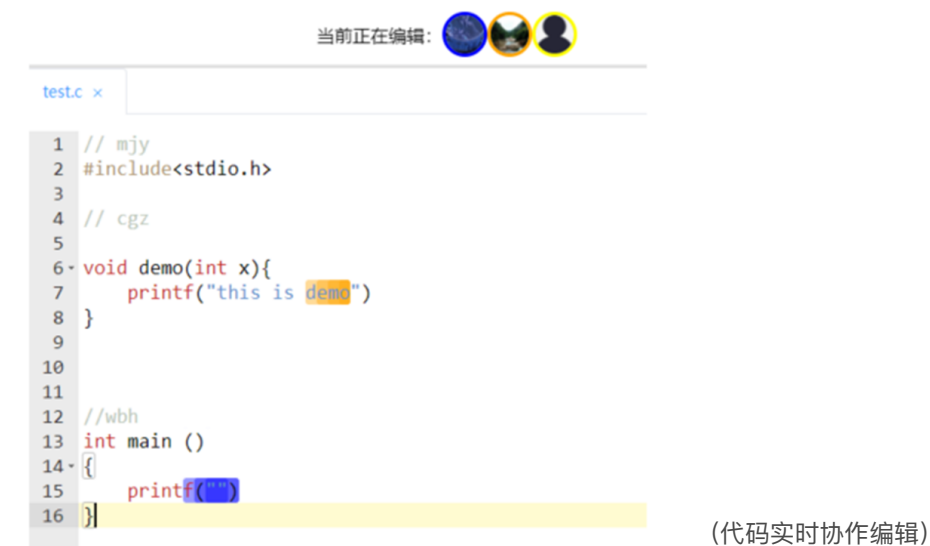 当前正在编辑：
test.c ×
1 // mjy
2 #include<stdio.h>
3
4 // cgz
5
6 void demo(int x){
7     printf("this is demo")
8 }
9
10
11
12 //wbh
13 int main ()
14 {
15     printf("")
16 }
(代码实时协作编辑)